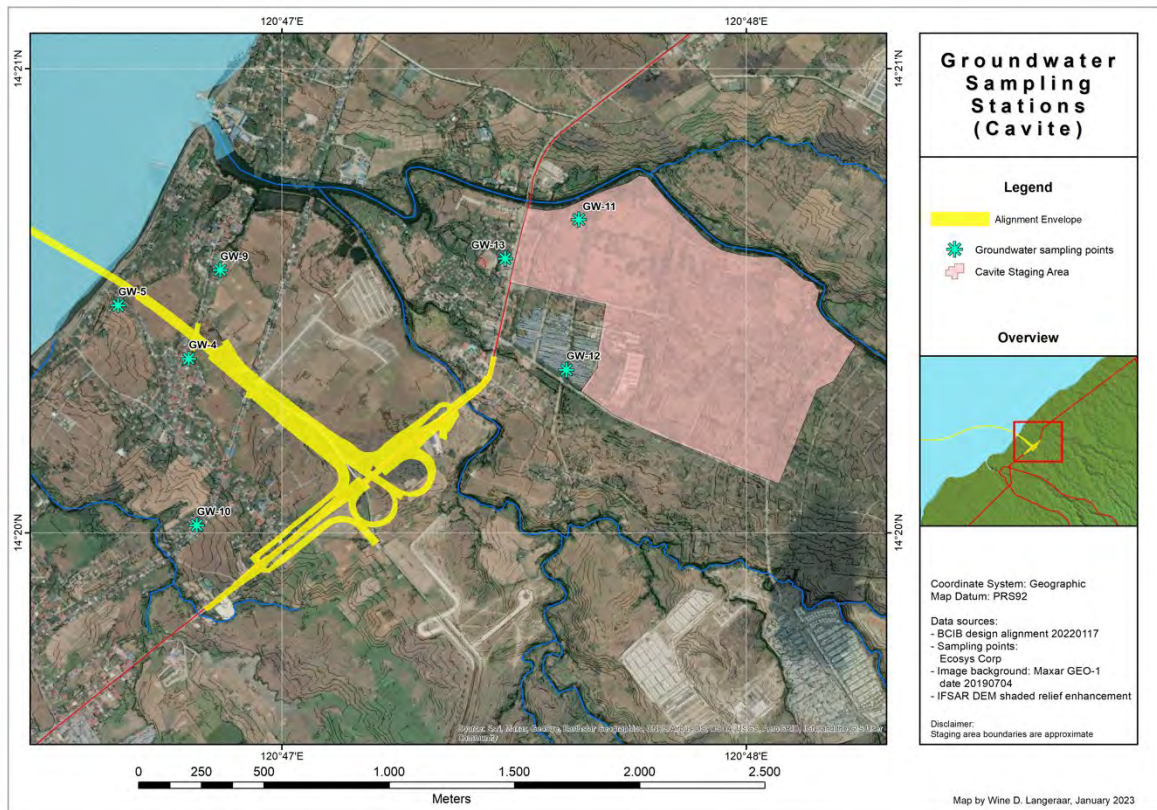 120°47'E
120°48'E
14°21'N
14°21'N
GW-11
GW-13
GW-9
GW-5
GW-4
GW-12
GW-10
14°20'N
14°20'N
Community
120°47'E
120°48'E
0 250 500 1.000 1.500 2.000 2.500
Meters
Groundwater
Sampling
Stations
(Cavite)
Legend
Alignment Envelope
Groundwater sampling points
Cavite Staging Area
Overview
Coordinate System: Geographic
Map Datum: PRS92
Data sources:
- BCIB design alignment 20220117
- Sampling points:
Ecosys Corp
- Image background: Maxar GEO-1
date 20190704
- IFSAR DEM shaded relief enhancement
Disclaimer:
Staging area boundaries are approximate
Map by Wine D. Langeraar, January 2023